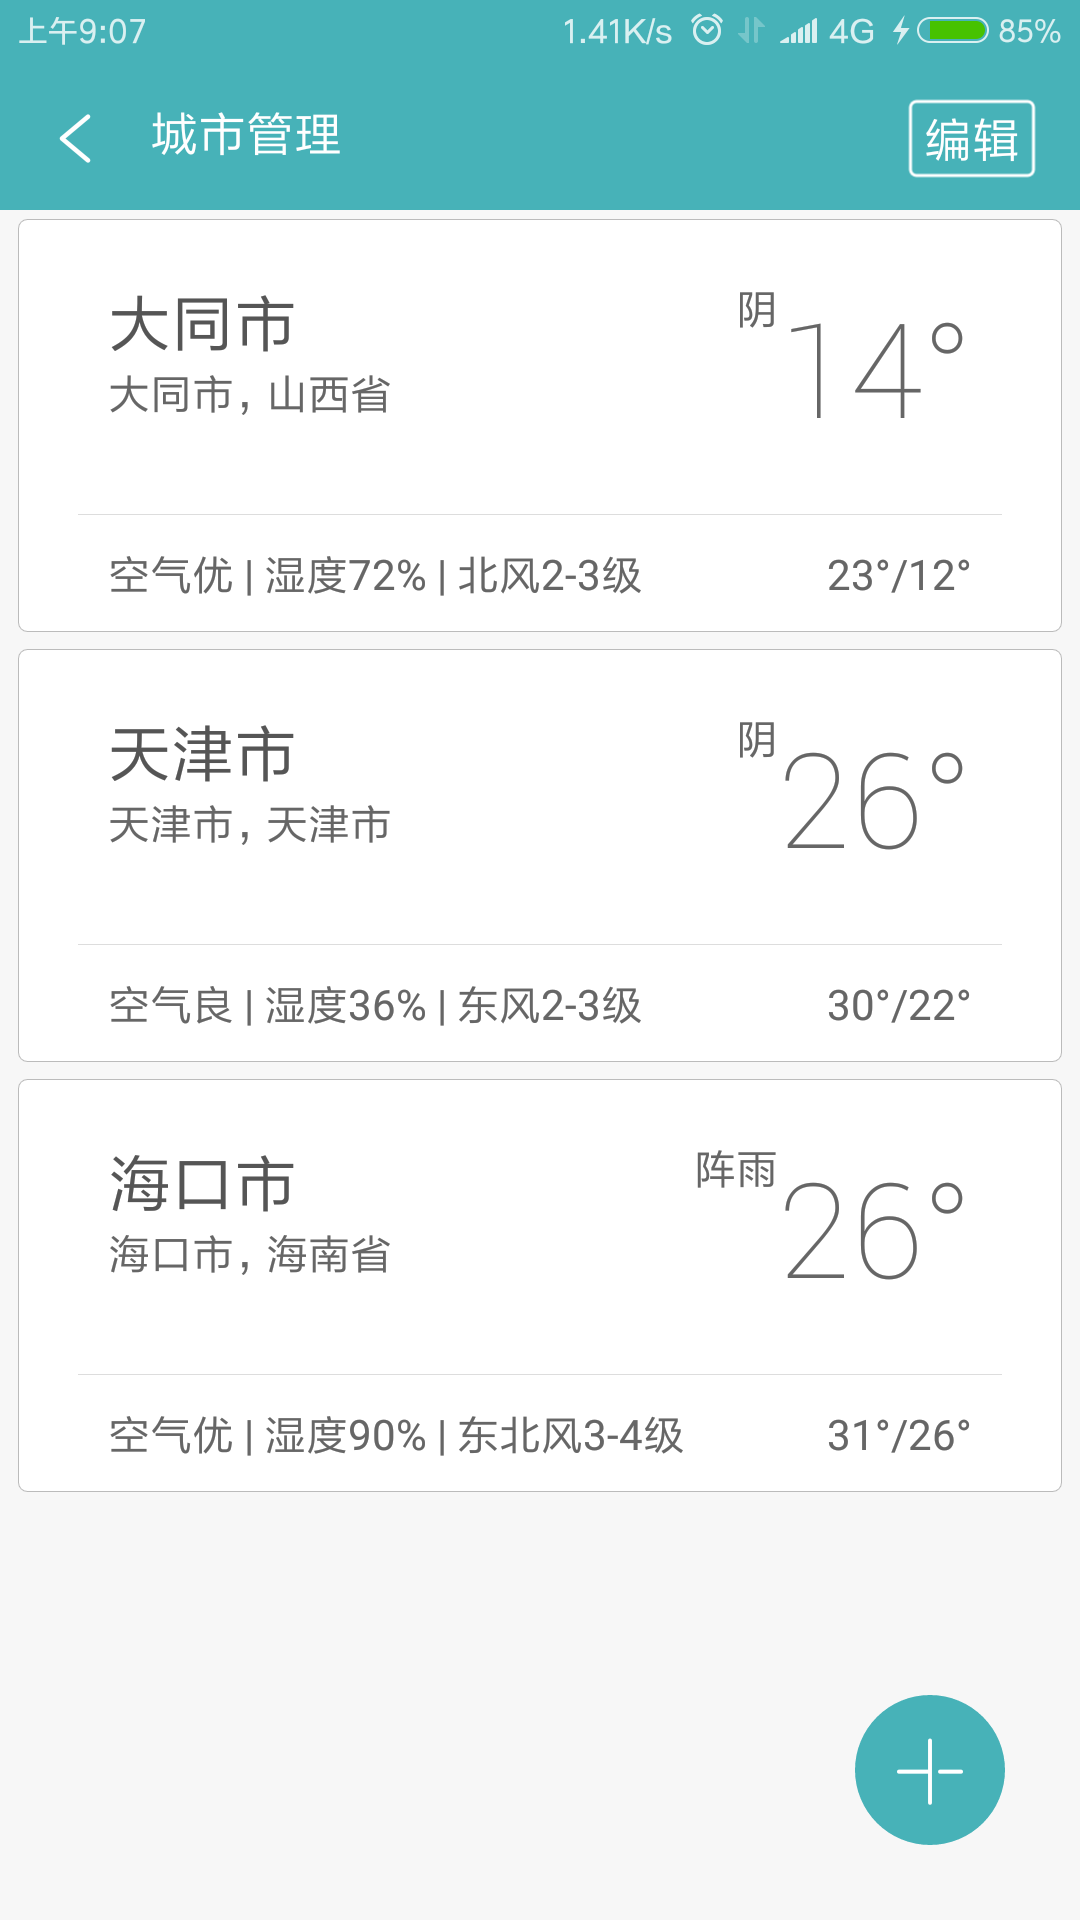 上午9:07 1.41K/s 4G 85%
城市管理 编辑
大同市 阴 14°
大同市, 山西省
空气优 | 湿度72% | 北风2-3级 23°/12°
天津市 阴 26°
天津市, 天津市
空气良 | 湿度36% | 东风2-3级 30°/22°
海口市 阵雨 26°
海口市, 海南省
空气优 | 湿度90% | 东北风3-4级 31°/26°